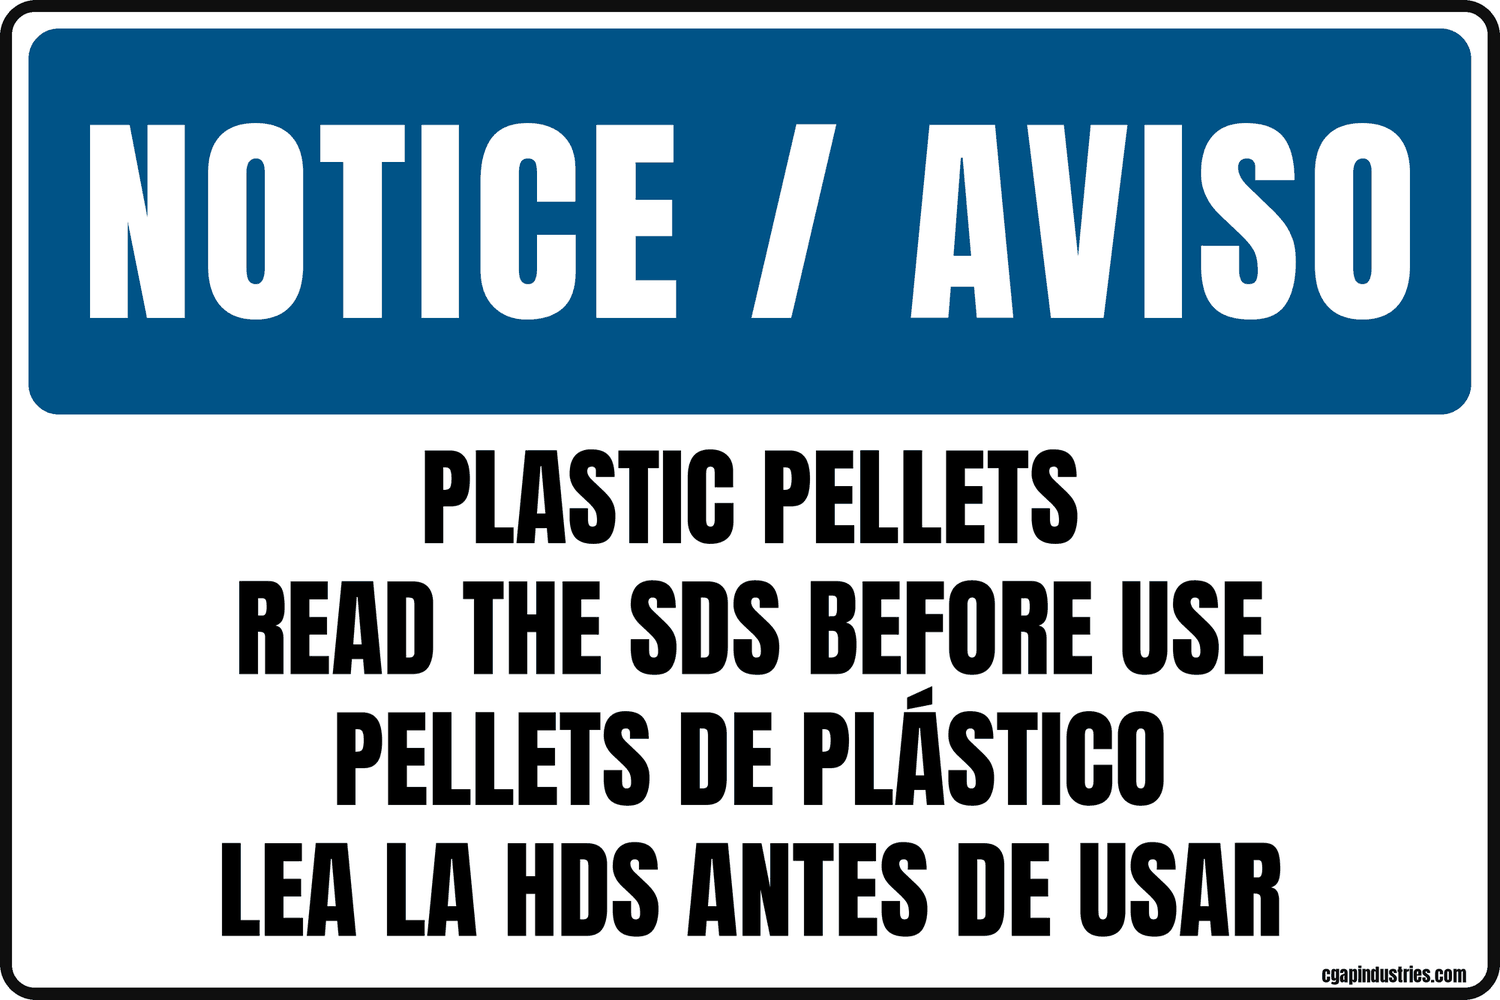 NOTICE / AVISO
PLASTIC PELLETS
READ THE SDS BEFORE USE
PELLETS DE PLÁSTICO
LEA LA HDS ANTES DE USAR
cgapindustries.com